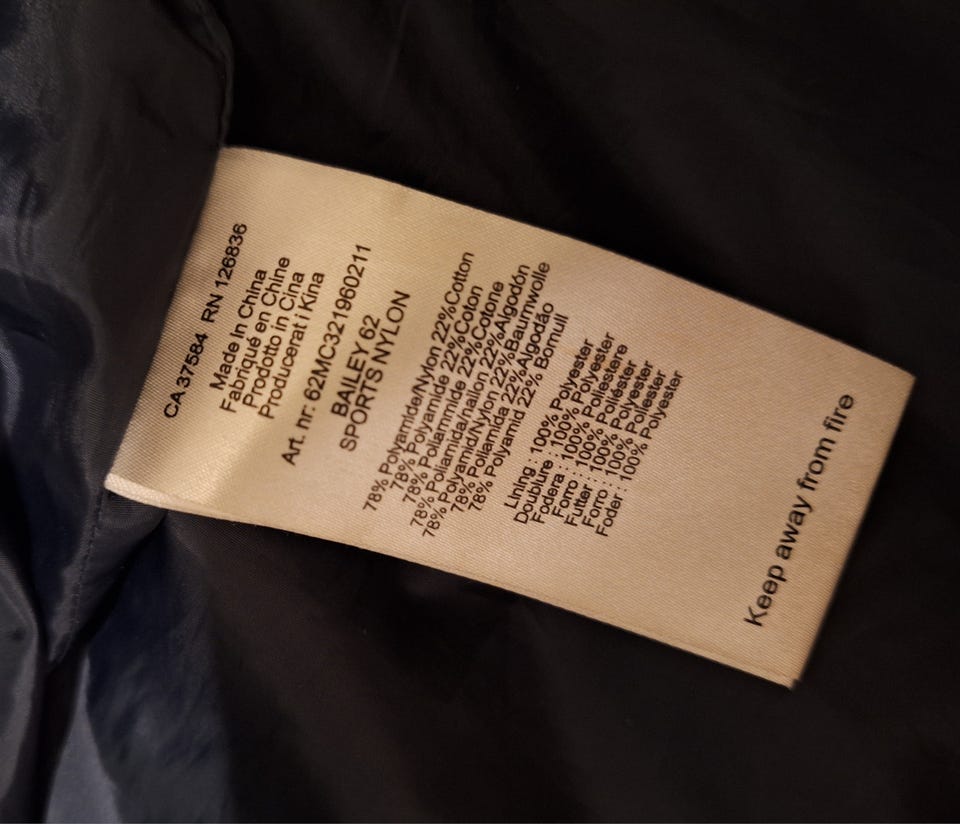 CA37584 RN 126836
Made in China
Fabriqué en Chine
Prodotto in Cina
Producerat i Kina
Art. nr: 62MC321960211
BAILEY 62
SPORTS NYLON
78% Polyamide/Nylon 22%Cotton
78% Polyamide 22%Coton
78% Poliammide 22%Cotone
78% Poliamida/nailon 22%Algodón
78% Polyamid/Nylon 22%Baumwolle
78% Poliamida 22%Algodão
78% Polyamid 22% Bomull
Lining : 100% Polyester
Doublure : 100% Polyester
Fodera : 100% Poliestere
Forro : 100% Poliéster
Futter : 100% Polyester
Forro : 100% Poliester
Foder : 100% Polyester
Keep away from fire